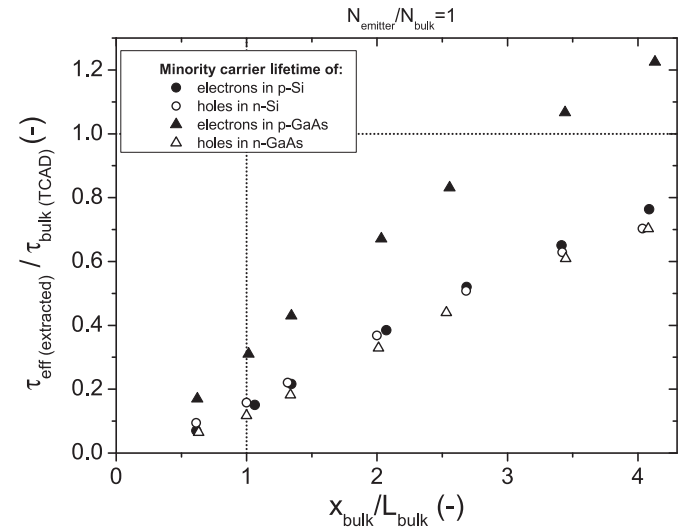 N_emitter/N_bulk=1
Minority carrier lifetime of:
electrons in p-Si
holes in n-Si
electrons in p-GaAs
holes in n-GaAs
1.2
1.0
0.8
0.6
0.4
0.2
0.0
τ_eff (extracted) / τ_bulk (TCAD) (-)
0 1 2 3 4
x_bulk/L_bulk (-)